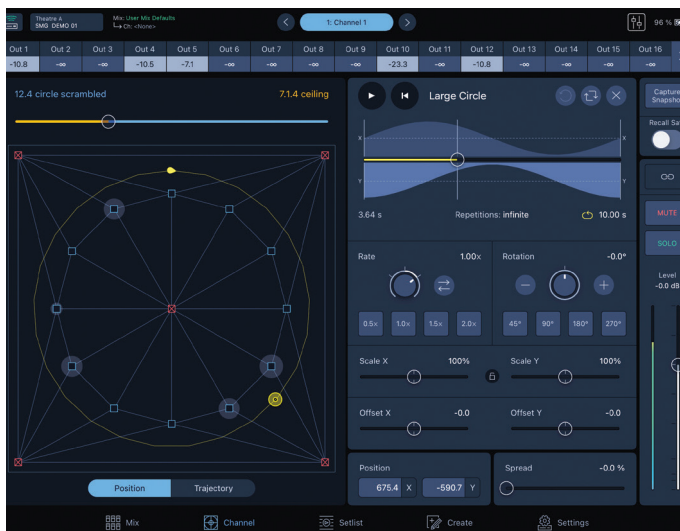 Theatre A
SMG DEMO 01
Mix: User Mix Defaults
Ch: <None>
1: Channel 1
96 %
Out 1 Out 2 Out 3 Out 4 Out 5 Out 6 Out 7 Out 8 Out 9 Out 10 Out 11 Out 12 Out 13 Out 14 Out 15 Out 16
-10.8 -∞ -∞ -10.5 -7.1 -∞ -∞ -∞ -∞ -23.3 -∞ -10.8 -∞ -∞ -∞ -∞
12.4 circle scrambled 7.1.4 ceiling
Large Circle
Capture
Snapsho
Recall Sa
X X
Y Y
3.64 s Repetitions: infinite 10.00 s
MUTE
SOLO
Rate 1.00x Rotation -0.0°
Level
-0.0 dB
0.5x 1.0x 1.5x 2.0x 45° 90° 180° 270°
Scale X 100% Scale Y 100%
Offset X -0.0 Offset Y -0.0
Position Spread -0.0 %
675.4 X -590.7 Y
Position Trajectory
Mix Channel Setlist Create Settings